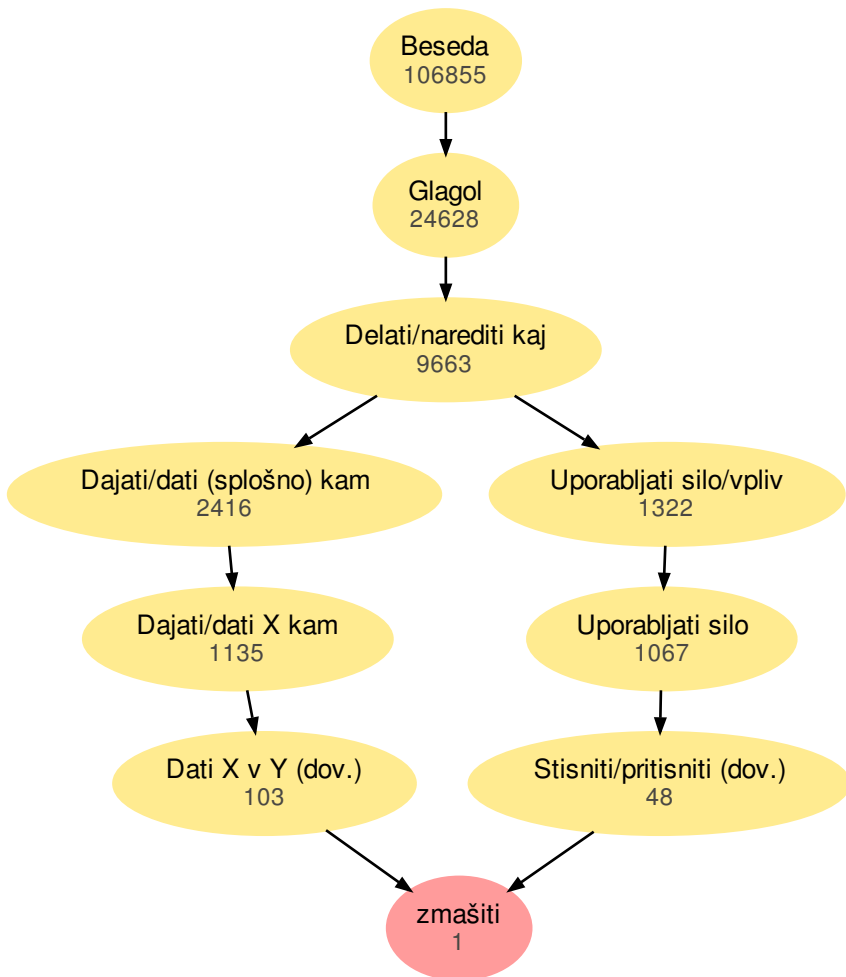 Beseda
106855
Glagol
24628
Delati/narediti kaj
9663
Dajati/dati (splošno) kam
2416
Uporabljati silo/vpliv
1322
Dajati/dati X kam
1135
Uporabljati silo
1067
Dati X v Y (dov.)
103
Stisniti/pritisniti (dov.)
48
zmašiti
1